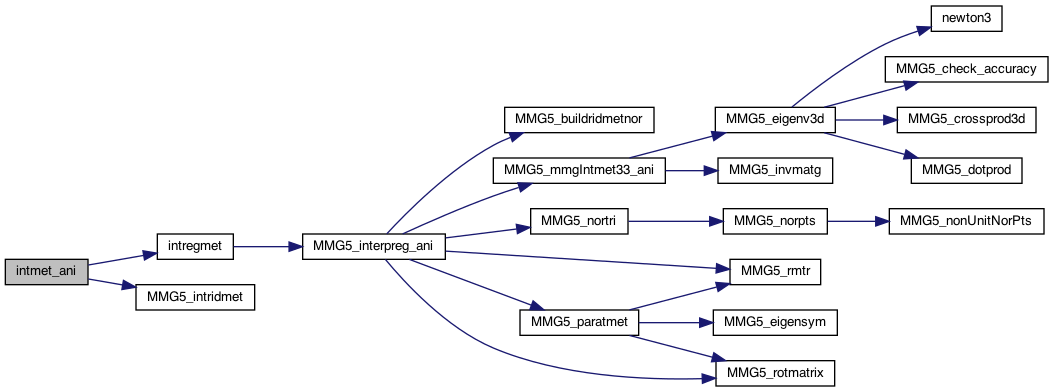 newton3
MMG5_check_accuracy
MMG5_buildridmetnor
MMG5_eigenv3d
MMG5_crossprod3d
MMG5_mmgIntmet33_ani
MMG5_invmatg
MMG5_dotprod
MMG5_nortri
MMG5_norpts
MMG5_nonUnitNorPts
intregmet
MMG5_interpreg_ani
intmet_ani
MMG5_rmtr
MMG5_intridmet
MMG5_paratmet
MMG5_eigensym
MMG5_rotmatrix